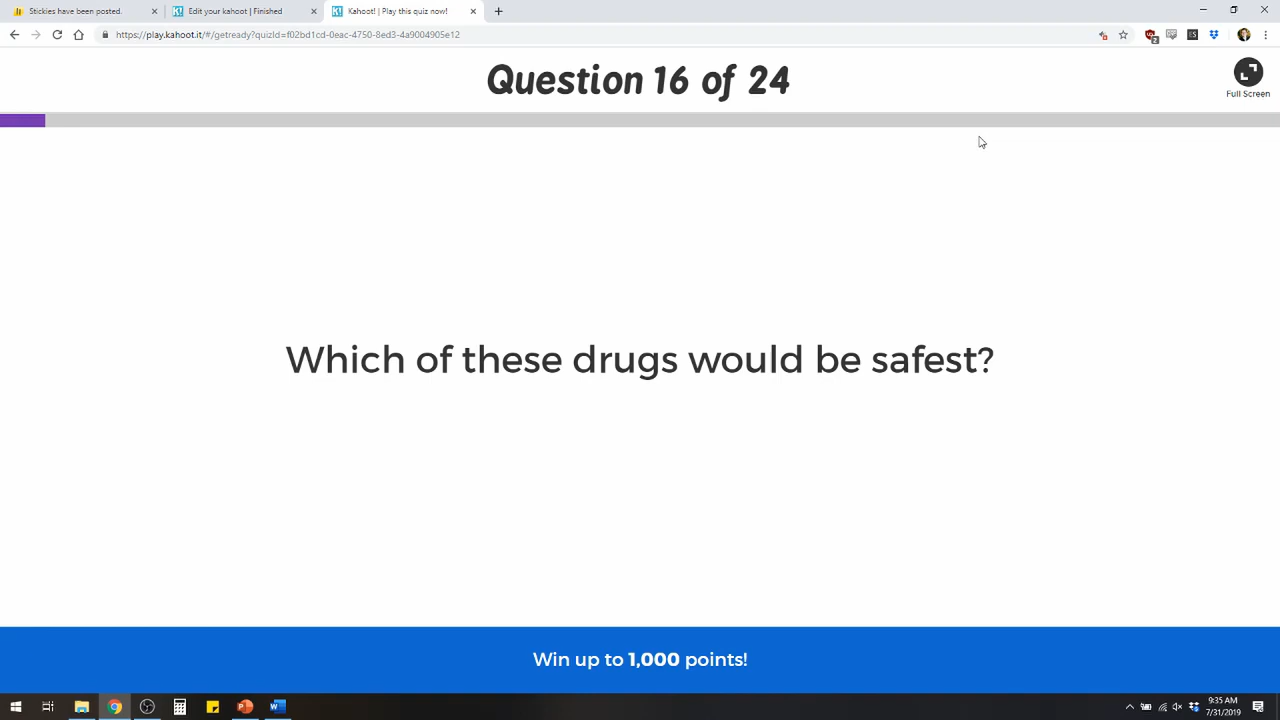 Stickies have been posted.
Edit your kahoot | Finished
Kahoot! | Play this quiz now!
https://play.kahoot.it/#/getready?quizId=f02bd1cd-0eac-4750-8ed3-4a9004905e12
Question 16 of 24
Full Screen
Which of these drugs would be safest?
Win up to 1,000 points!
9:35 AM
7/31/2019